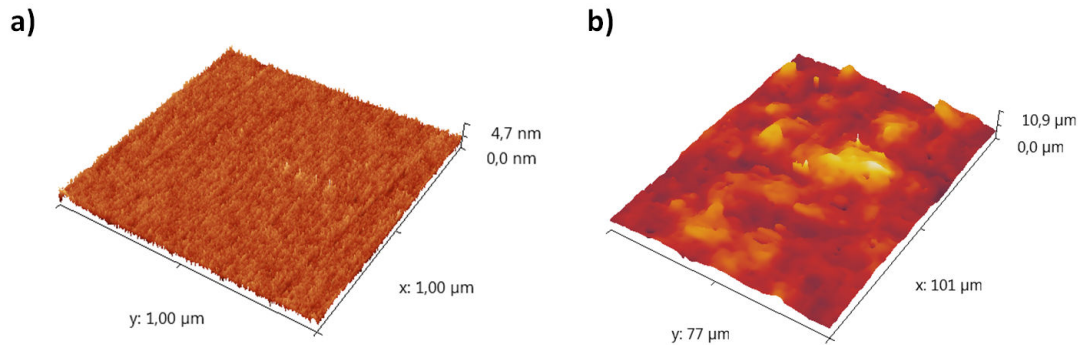 a)
4,7 nm
0,0 nm
x: 1,00 µm
y: 1,00 µm
b)
10,9 µm
0,0 µm
x: 101 µm
y: 77 µm